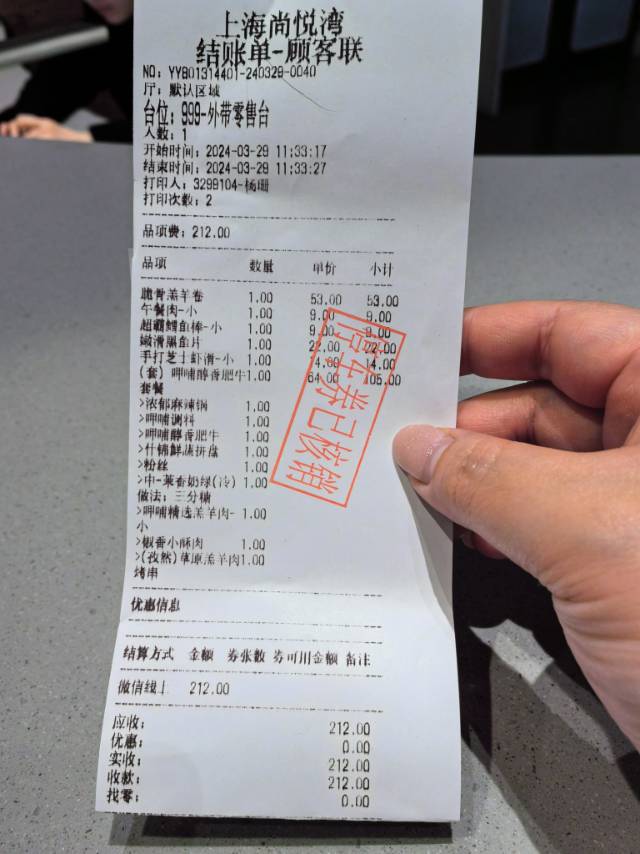 上海尚悦湾
结账单-顾客联
NO: YY801314401-240329-0040
厅: 默认区域
台位: 999-外带零售台
人数: 1
开始时间: 2024-03-29 11:33:17
结束时间: 2024-03-29 11:33:27
打印人: 3299104-杨珊
打印次数: 2
品项费: 212.00
品项 数量 单价 小计
脆骨羔羊卷 1.00 53.00 53.00
午餐肉-小 1.00 9.00 9.00
超霸鳕鱼棒-小 1.00 9.00 9.00
嫩滑黑鱼片 1.00 22.00 22.00
手打芝士虾滑-小 1.00 14.00 14.00
(套) 呷哺醇香肥牛 1.00 64.00 105.00
套餐
>浓郁麻辣锅 1.00
>呷哺调料 1.00
>呷哺醇香肥牛 1.00
>什锦鲜蔬拼盘 1.00
>粉丝 1.00
>中-茉香奶绿(冷) 1.00
做法: 三分糖
>呷哺精选羔羊肉- 1.00
小
>椒香小酥肉 1.00
>(孜然)草原羔羊肉 1.00
烤串
优惠信息
结算方式 金额 券张数 券可用金额 备注
微信线上 212.00
应收: 212.00
优惠: 0.00
实收: 212.00
收款: 212.00
找零: 0.00
停车券已核销